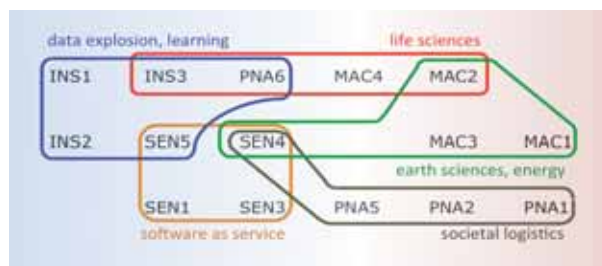 data explosion, learning life sciences
INS1 INS3 PNA6 MAC4 MAC2
INS2 SEN5 SEN4 MAC3 MAC1
earth sciences, energy
SEN1 SEN3 PNA5 PNA2 PNA1
software as service societal logistics